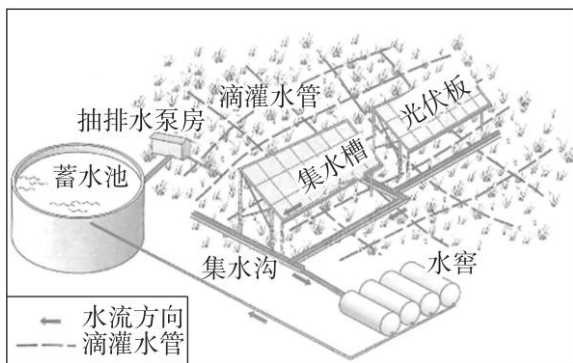 滴灌水管
光伏板
抽排水泵房
集水槽
蓄水池
集水沟
水窖
水流方向
滴灌水管